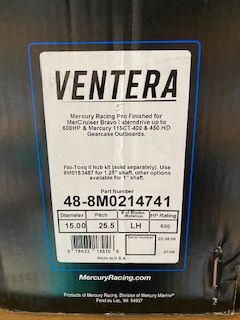 VENTERA
Mercury Racing Pro Finished for
MerCruiser Bravo I sterndrive up to
600HP & Mercury 115CT-400 & 450 HD
Gearcase Outboards.
Flo-Torq II hub kit (sold separately). Use
8M0183487 for 1.25" shaft, other options
available for 1" shaft.
Part Number
48-8M0214741
Diameter Pitch # of Blades /Rotation HP Rating
15.00 25.5 LH 600
Made in U.S.A.
MercuryRacing.com
Products of Mercury Racing, Division of Mercury Marine
Fond du Lac, WI 54937